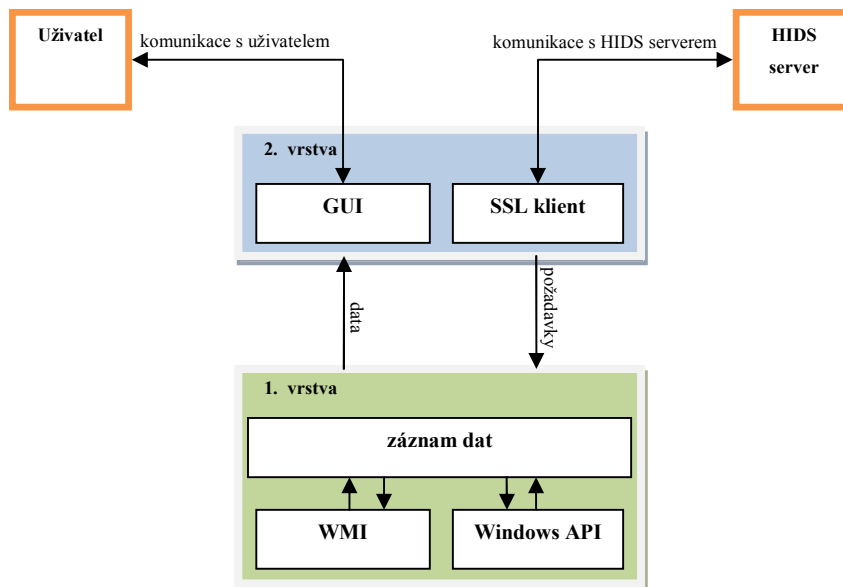 Uživatel
komunikace s uživatelem
komunikace s HIDS serverem
HIDS
server
2. vrstva
GUI
SSL klient
data
požadavky
1. vrstva
záznam dat
WMI
Windows API